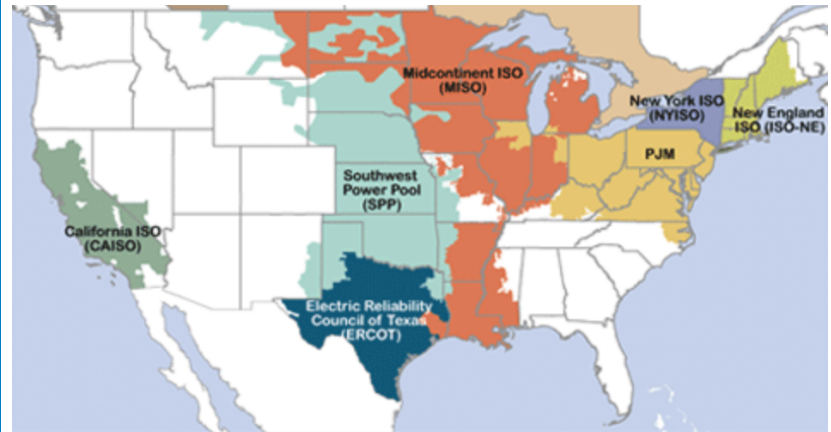 Midcontinent ISO
(MISO)
New York ISO
(NYISO)
New England
ISO (ISO-NE)
PJM
Southwest
Power Pool
(SPP)
California ISO
(CAISO)
Electric Reliability
Council of Texas
(ERCOT)